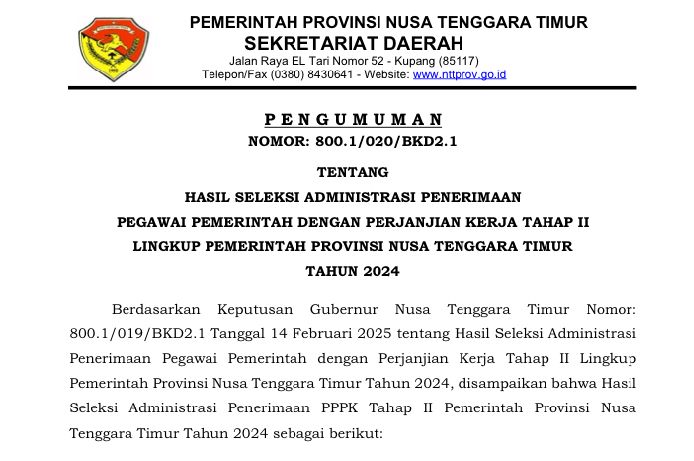 PEMERINTAH PROVINSI NUSA TENGGARA TIMUR
SEKRETARIAT DAERAH
Jalan Raya EL Tari Nomor 52 - Kupang (85117)
Telepon/Fax (0380) 8430641 - Website: www.nttprov.go.id
P E N G U M U M A N
NOMOR: 800.1/020/BKD2.1
TENTANG
HASIL SELEKSI ADMINISTRASI PENERIMAAN
PEGAWAI PEMERINTAH DENGAN PERJANJIAN KERJA TAHAP II
LINGKUP PEMERINTAH PROVINSI NUSA TENGGARA TIMUR
TAHUN 2024
Berdasarkan Keputusan Gubernur Nusa Tenggara Timur Nomor:
800.1/019/BKD2.1 Tanggal 14 Februari 2025 tentang Hasil Seleksi Administrasi
Penerimaan Pegawai Pemerintah dengan Perjanjian Kerja Tahap II Lingkup
Pemerintah Provinsi Nusa Tenggara Timur Tahun 2024, disampaikan bahwa Hasil
Seleksi Administrasi Penerimaan PPPK Tahap II Pemerintah Provinsi Nusa
Tenggara Timur Tahun 2024 sebagai berikut: